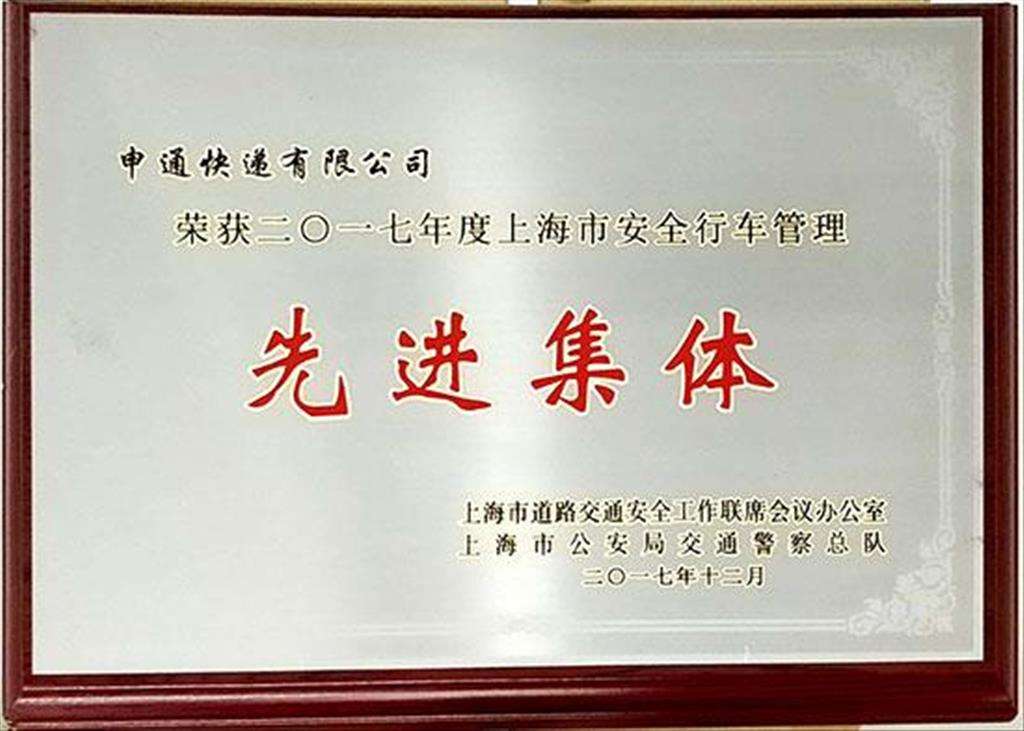 申通快递有限公司
荣获二〇一七年度上海市安全行车管理
先进集体
上海市道路交通安全工作联席会议办公室
上海市公安局交通警察总队
二〇一七年十二月